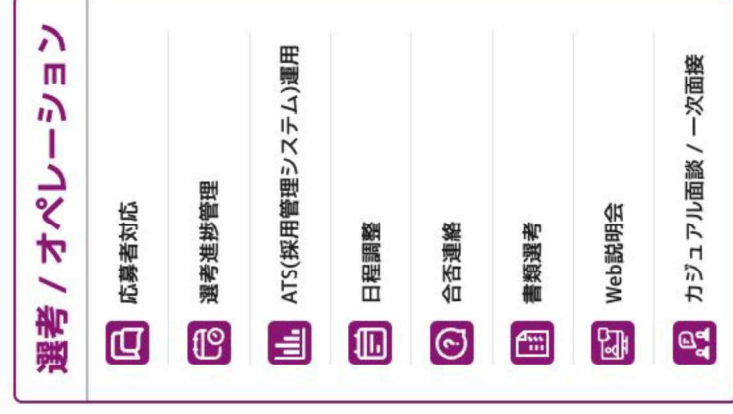 選考 / オペレーション
応募者対応
選考進捗管理
ATS(採用管理システム)運用
日程調整
合否連絡
書類選考
Web説明会
カジュアル面談 / 一次面接